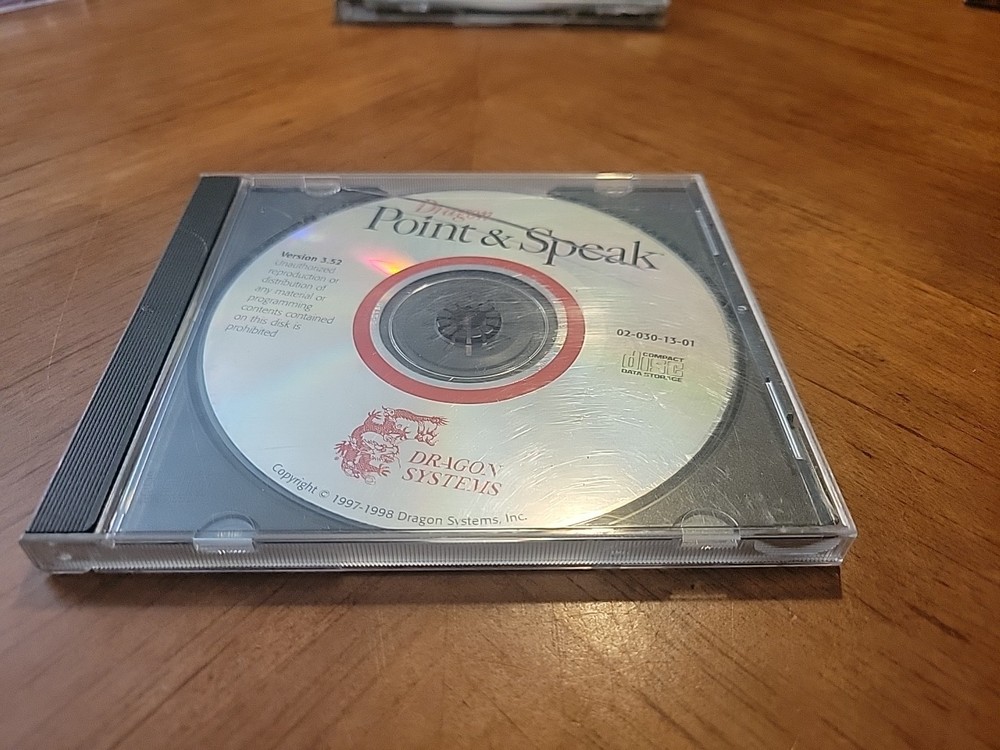 Dragon
Point & Speak
Version 3.52
Unauthorized
reproduction or
distribution of
any material or
programming
contents contained
on this disk is
prohibited
02-030-13-01
COMPACT
disc
DATA STORAGE
DRAGON
SYSTEMS
Copyright © 1997-1998 Dragon Systems, Inc.